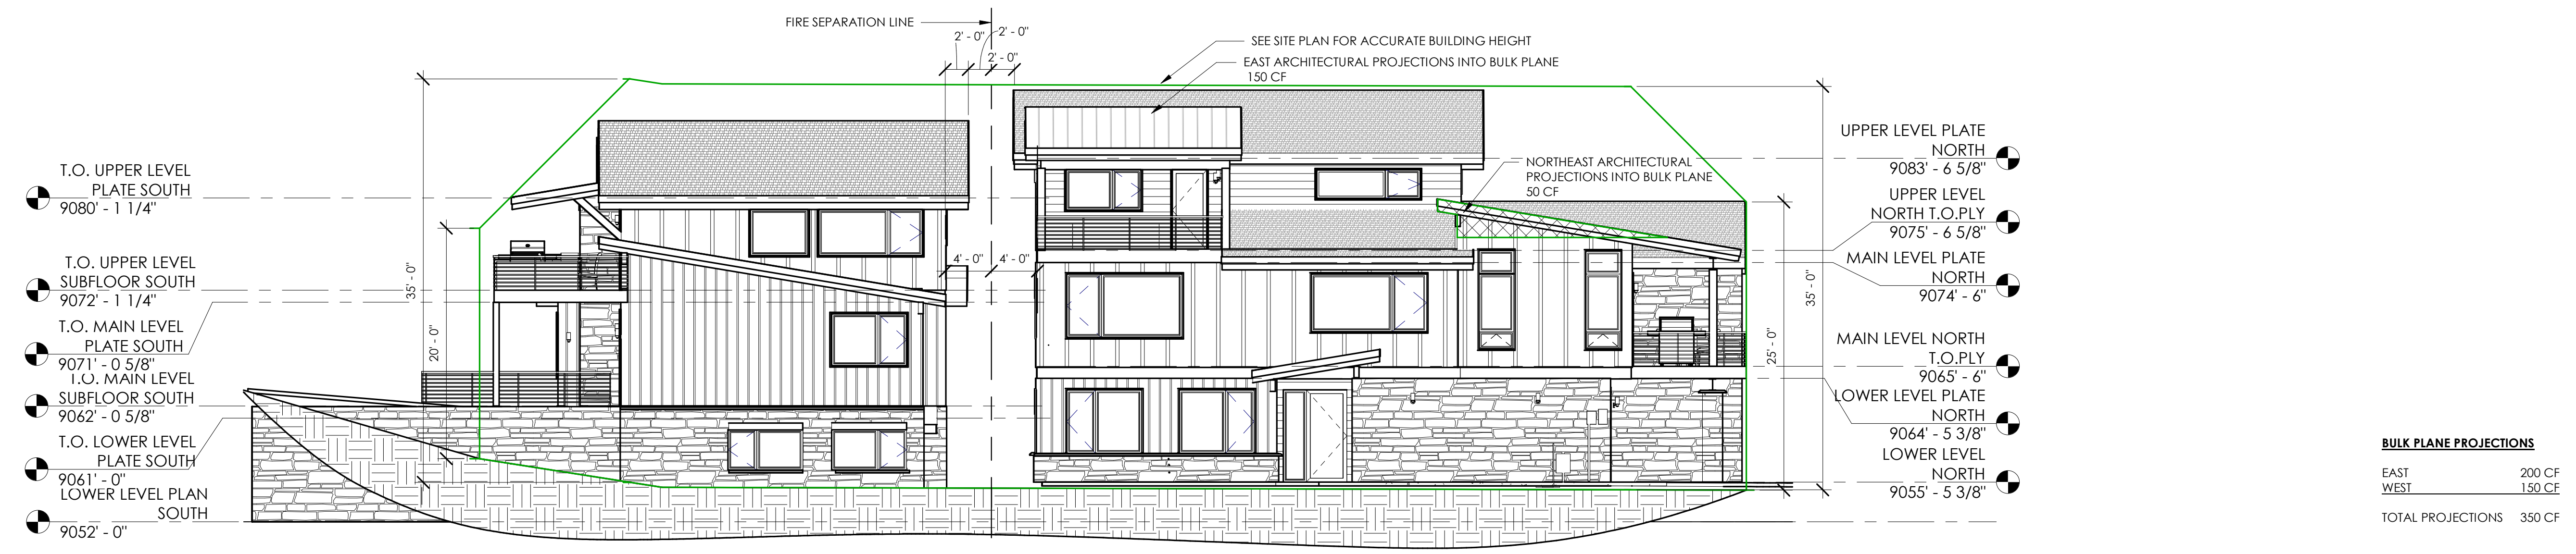 FIRE SEPARATION LINE
2' - 0"
2' - 0"
2' - 0"
SEE SITE PLAN FOR ACCURATE BUILDING HEIGHT
EAST ARCHITECTURAL PROJECTIONS INTO BULK PLANE
150 CF
NORTHEAST ARCHITECTURAL
PROJECTIONS INTO BULK PLANE
50 CF
T.O. UPPER LEVEL
PLATE SOUTH
9080' - 1 1/4"
T.O. UPPER LEVEL
SUBFLOOR SOUTH
9072' - 1 1/4"
T.O. MAIN LEVEL
PLATE SOUTH
9071' - 0 5/8"
T.O. MAIN LEVEL
SUBFLOOR SOUTH
9062' - 0 5/8"
T.O. LOWER LEVEL
PLATE SOUTH
9061' - 0"
LOWER LEVEL PLAN
SOUTH
9052' - 0"
35' - 0"
20' - 0"
4' - 0"
4' - 0"
35' - 0"
25' - 0"
UPPER LEVEL PLATE
NORTH
9083' - 6 5/8"
UPPER LEVEL
NORTH T.O.PLY
9075' - 6 5/8"
MAIN LEVEL PLATE
NORTH
9074' - 6"
MAIN LEVEL NORTH
T.O.PLY
9065' - 6"
LOWER LEVEL PLATE
NORTH
9064' - 5 3/8"
LOWER LEVEL
NORTH
9055' - 5 3/8"
BULK PLANE PROJECTIONS
EAST 200 CF
WEST 150 CF
TOTAL PROJECTIONS 350 CF